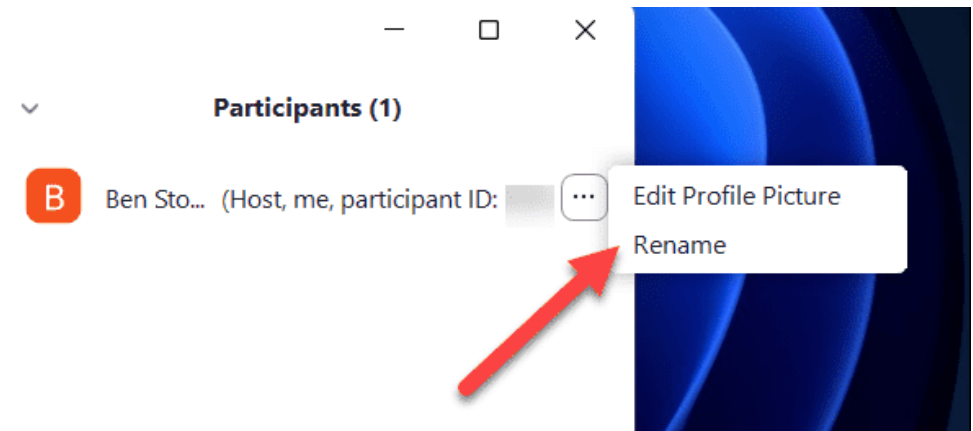 Participants (1)
B
Ben Sto... (Host, me, participant ID:
Edit Profile Picture
Rename